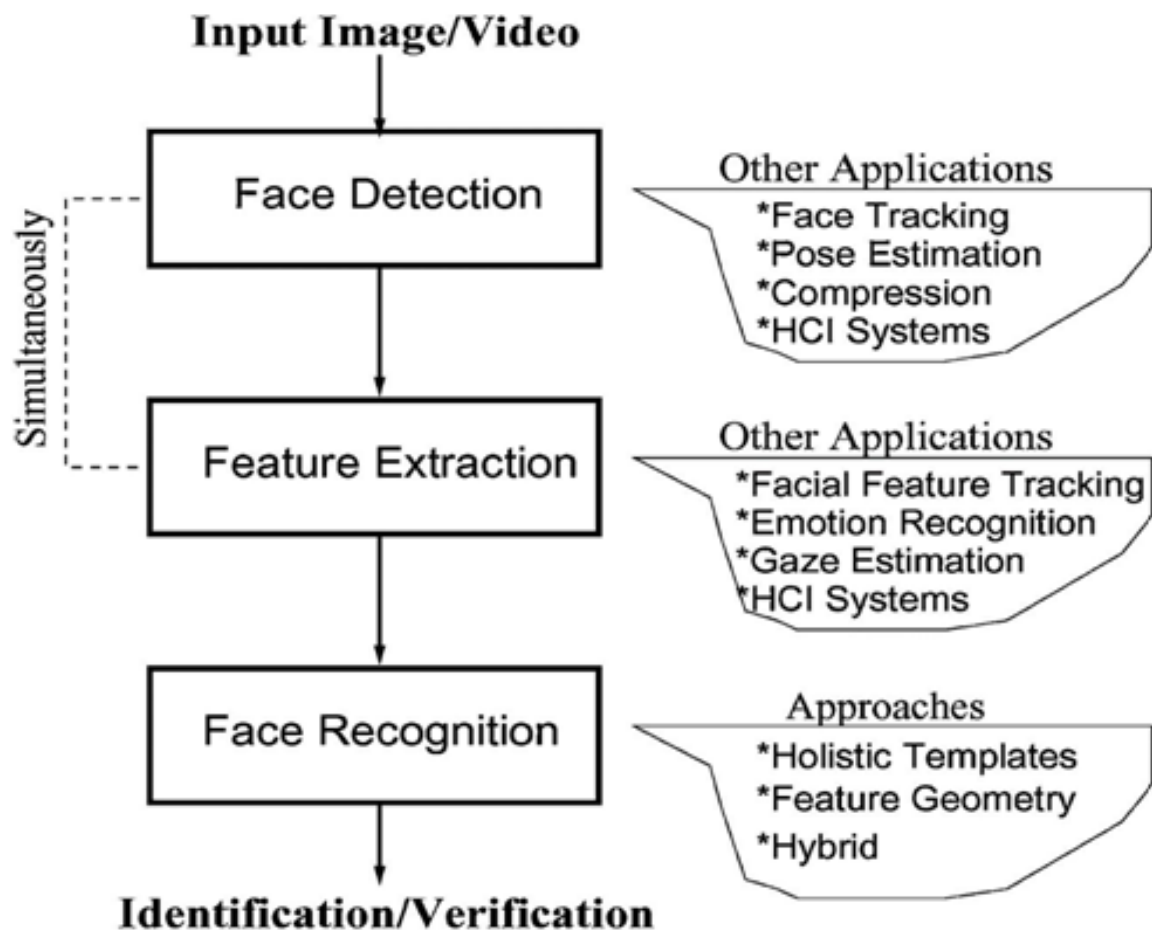 Input Image/Video
Face Detection
Other Applications
*Face Tracking
*Pose Estimation
*Compression
*HCI Systems
Simultaneously
Feature Extraction
Other Applications
*Facial Feature Tracking
*Emotion Recognition
*Gaze Estimation
*HCI Systems
Face Recognition
Approaches
*Holistic Templates
*Feature Geometry
*Hybrid
Identification/Verification